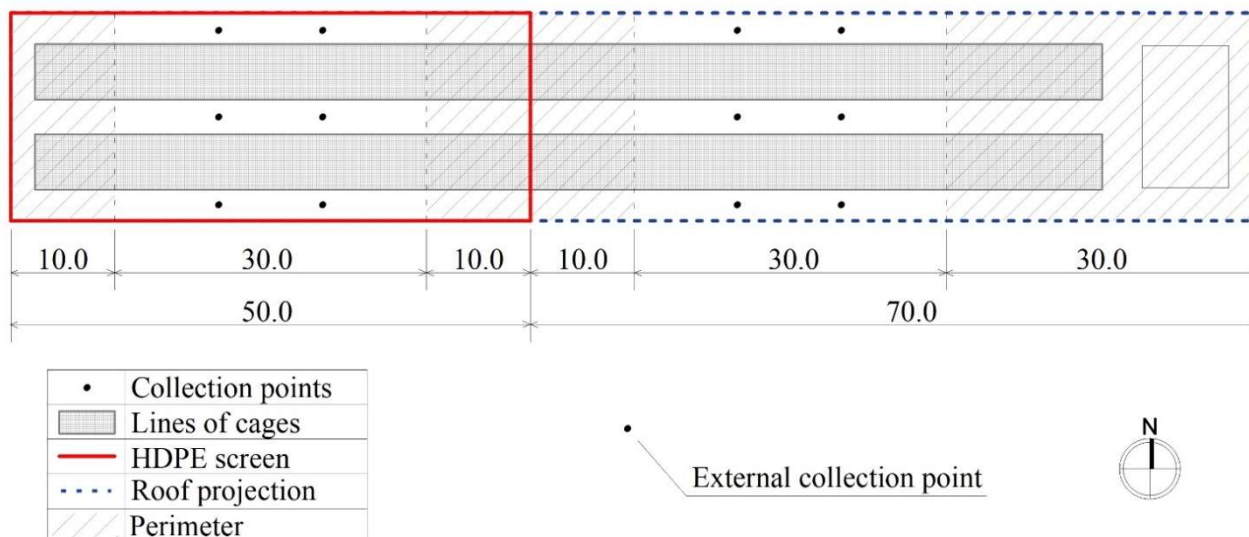 10.0 30.0 10.0 10.0 30.0 30.0
50.0 70.0
Collection points
Lines of cages
HDPE screen
Roof projection
Perimeter
External collection point
N